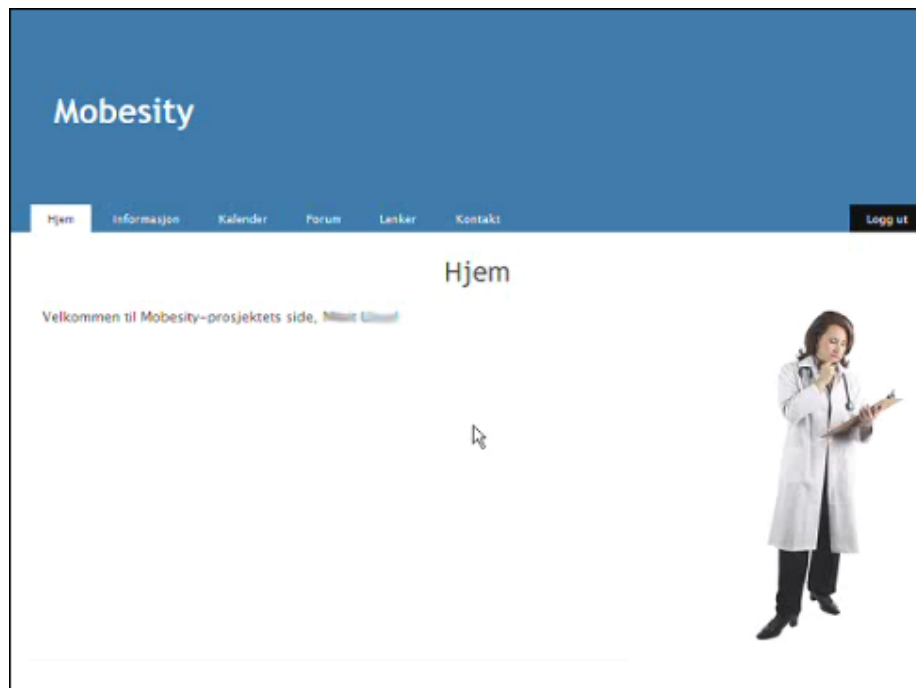 Mobesity
Hjem Informasjon Kalender Forum Lenker Kontakt Logg ut
Hjem
Velkommen til Mobesity-prosjektets side,